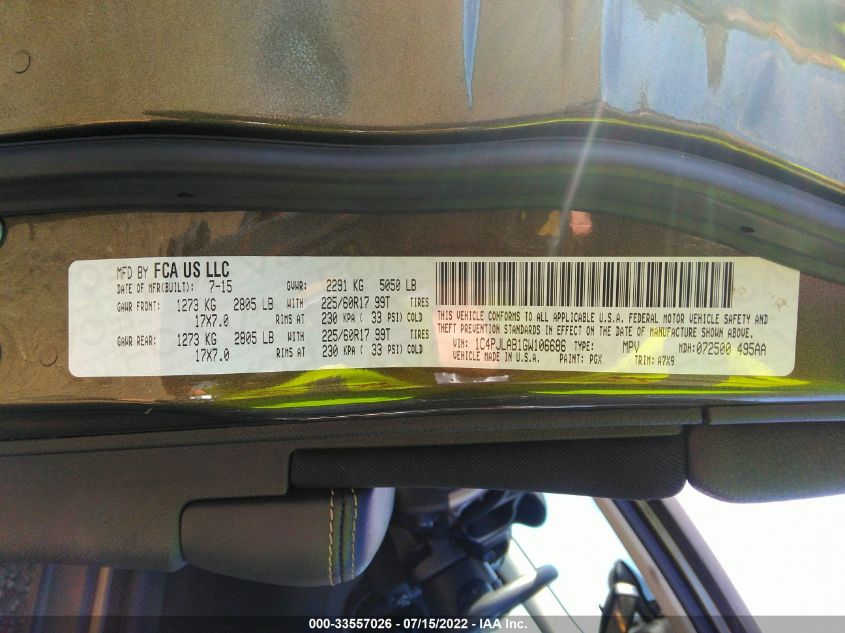 MFD BY FCA US LLC
DATE OF MFR(BUILT): 7-15 GVWR: 2291 KG 5050 LB
GAWR FRONT: 1273 KG 2805 LB WITH 225/60R17 99T TIRES
17X7.0 RIMS AT 230 KPA ( 33 PSI) COLD
GAWR REAR: 1273 KG 2805 LB WITH 225/60R17 99T TIRES
17X7.0 RIMS AT 230 KPA ( 33 PSI) COLD
THIS VEHICLE CONFORMS TO ALL APPLICABLE U.S.A. FEDERAL MOTOR VEHICLE SAFETY AND
THEFT PREVENTION STANDARDS IN EFFECT ON THE DATE OF MANUFACTURE SHOWN ABOVE.
VIN: 1C4PJLAB1GW106686 TYPE: MPV MDH: 072500 495AA
VEHICLE MADE IN U.S.A. PAINT: PGX TRIM: A7X9
000-33557026 - 07/15/2022 - IAA Inc.